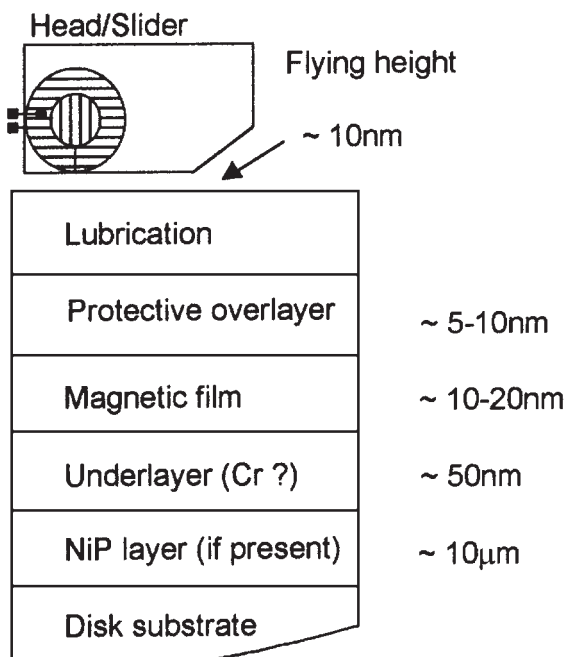 Head/Slider
Flying height
~ 10nm
Lubrication
Protective overlayer
~ 5-10nm
Magnetic film
~ 10-20nm
Underlayer (Cr ?)
~ 50nm
NiP layer (if present)
~ 10μm
Disk substrate